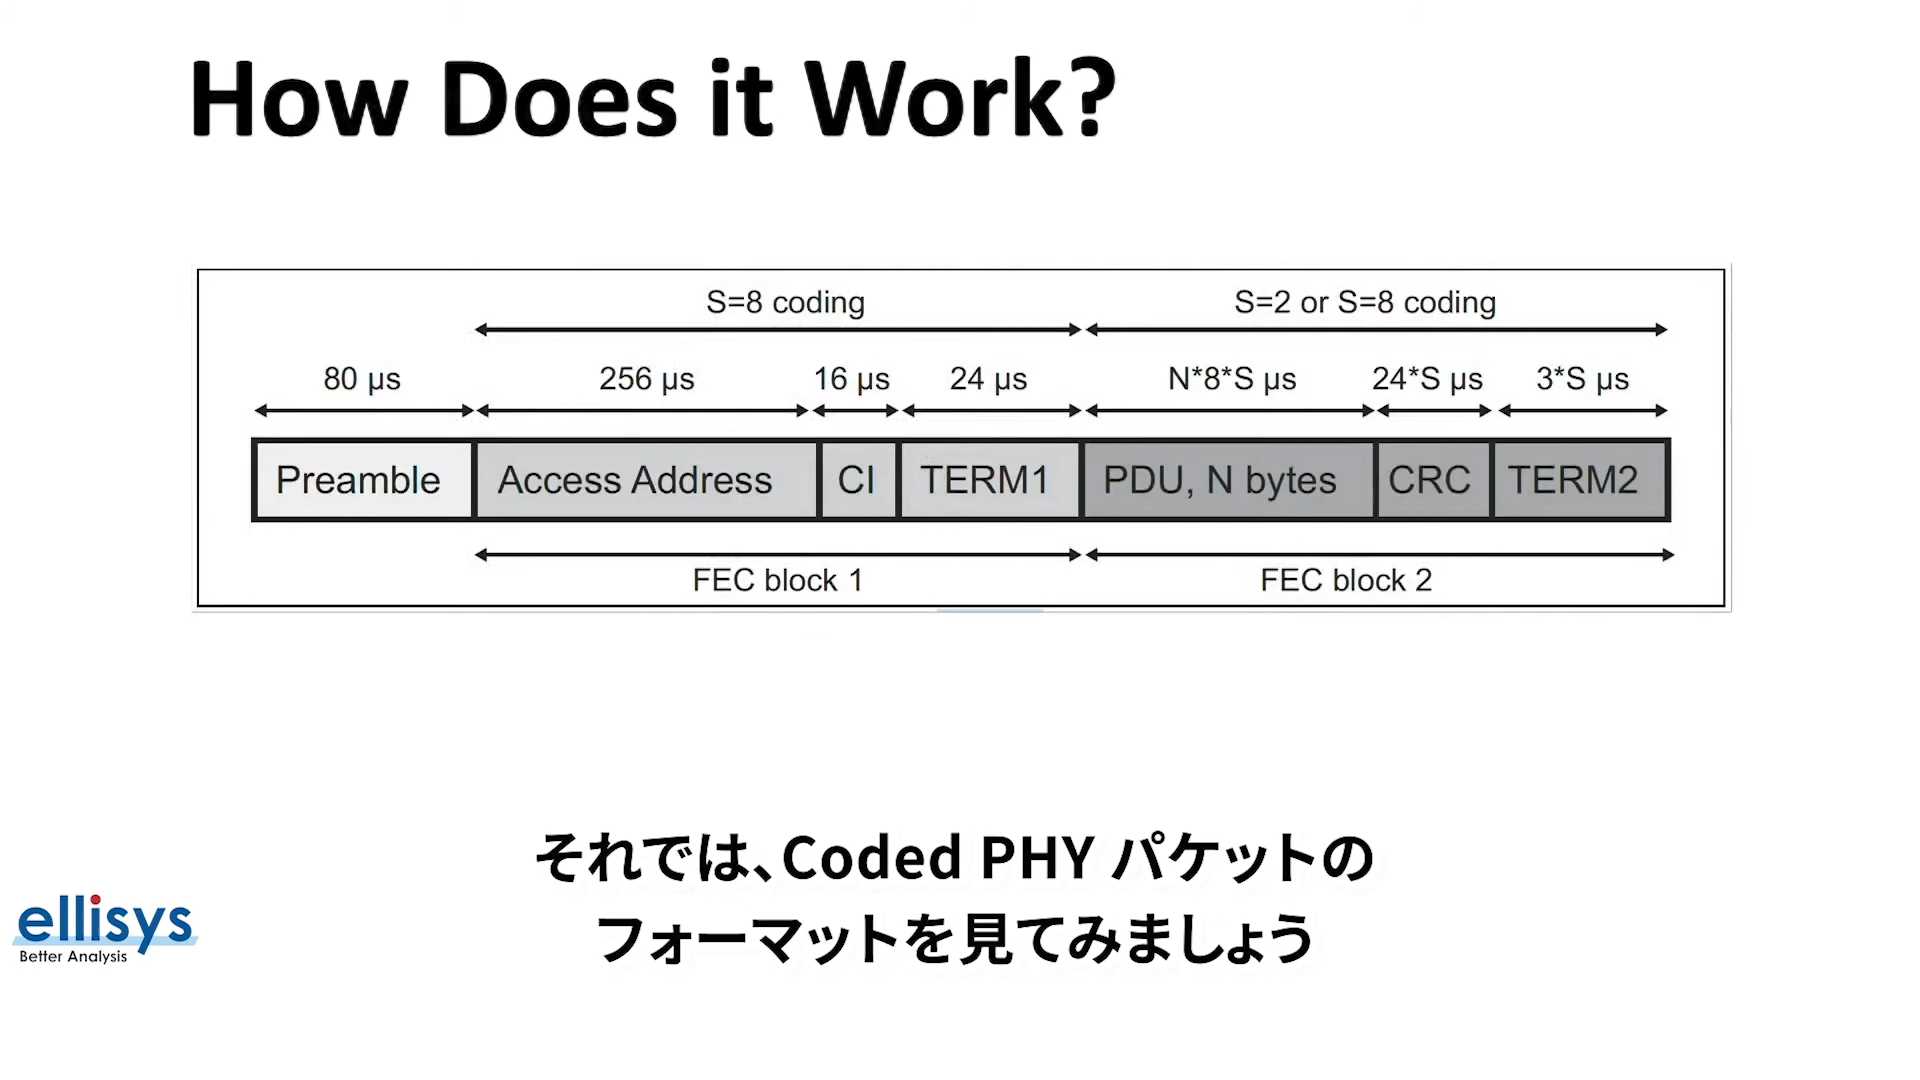 How Does it Work?
S=8 coding
S=2 or S=8 coding
80 µs
256 µs
16 µs
24 µs
N*8*S µs
24*S µs
3*S µs
Preamble
Access Address
CI
TERM1
PDU, N bytes
CRC
TERM2
FEC block 1
FEC block 2
それでは、Coded PHY パケットの
フォーマットを見てみましょう
ellisys
Better Analysis